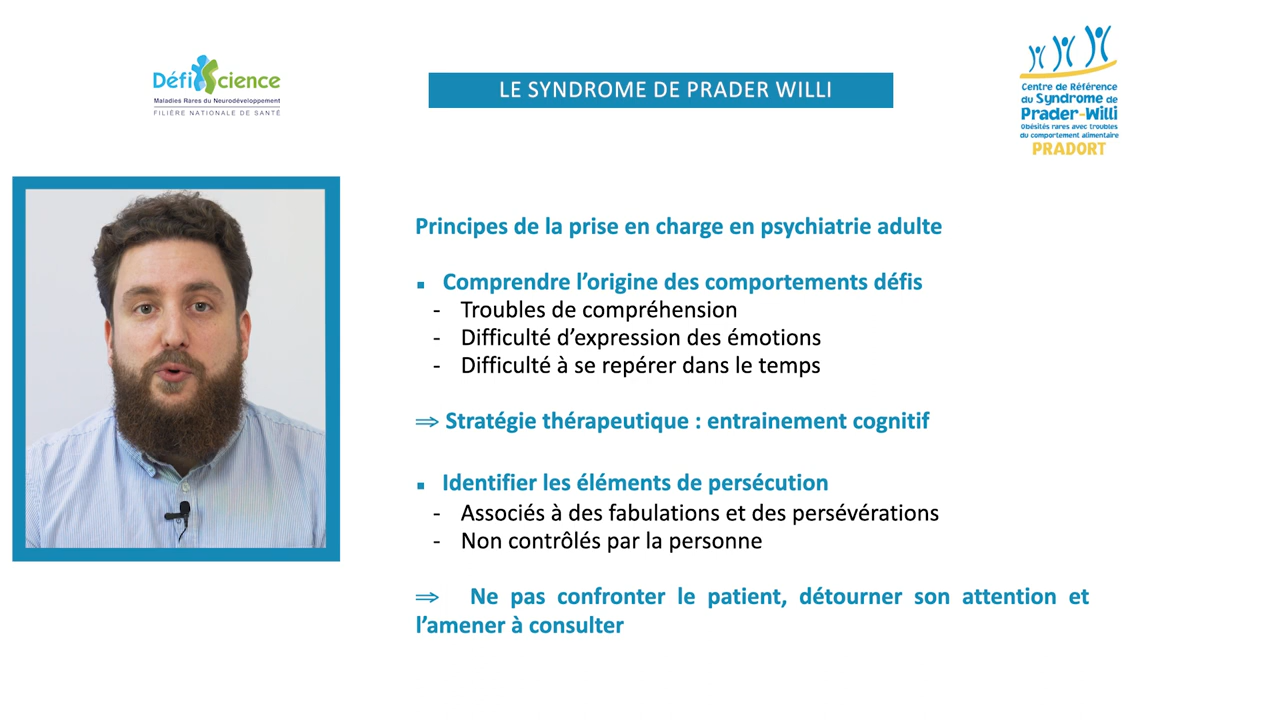 DéfiScience
Maladies Rares du Neurodéveloppement
FILIÈRE NATIONALE DE SANTÉ
LE SYNDROME DE PRADER WILLI
Centre de Référence
du Syndrome de
Prader-Willi
Obésités rares avec troubles
du comportement alimentaire
PRADORT
Principes de la prise en charge en psychiatrie adulte
▪ Comprendre l’origine des comportements défis
- Troubles de compréhension
- Difficulté d’expression des émotions
- Difficulté à se repérer dans le temps
⇒ Stratégie thérapeutique : entrainement cognitif
▪ Identifier les éléments de persécution
- Associés à des fabulations et des persévérations
- Non contrôlés par la personne
⇒ Ne pas confronter le patient, détourner son attention et
l’amener à consulter